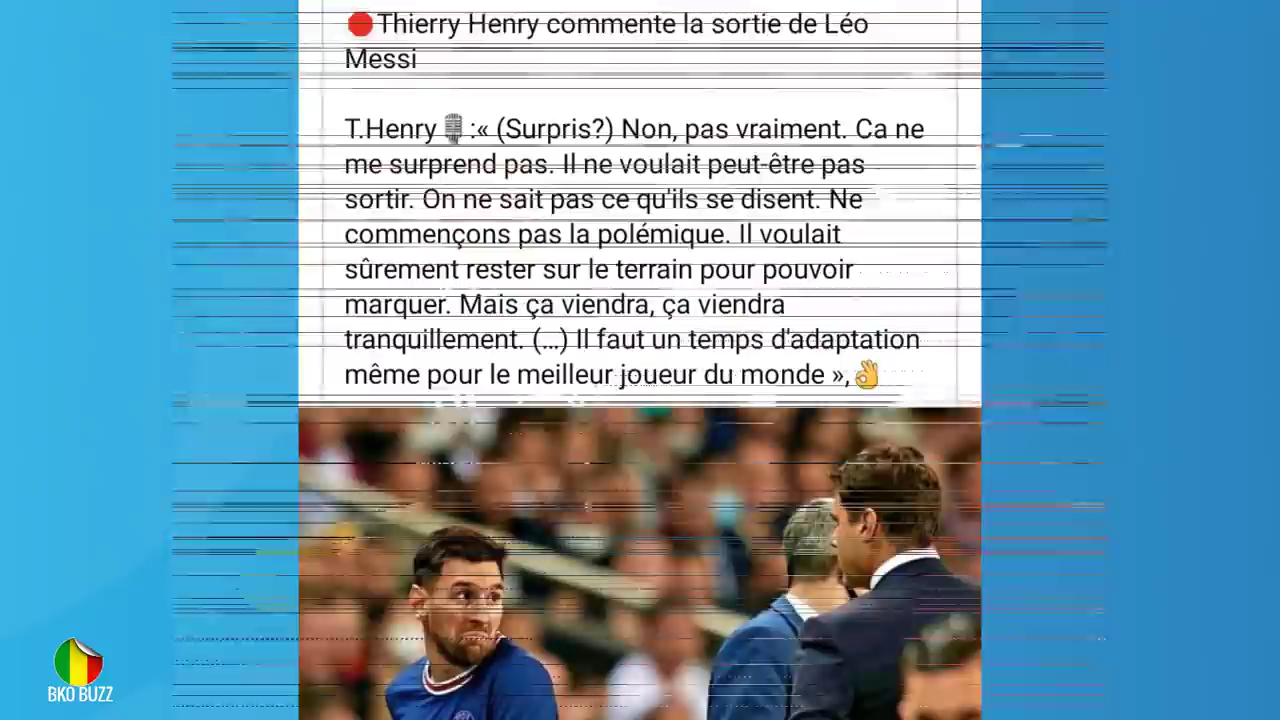 🔴Thierry Henry commente la sortie de Léo
Messi
T.Henry🎙️:« (Surpris?) Non, pas vraiment. Ca ne
me surprend pas. Il ne voulait peut-être pas
sortir. On ne sait pas ce qu'ils se disent. Ne
commençons pas la polémique. Il voulait
sûrement rester sur le terrain pour pouvoir
marquer. Mais ça viendra, ça viendra
tranquillement. (...) Il faut un temps d'adaptation
même pour le meilleur joueur du monde »,👌
BKO BUZZ